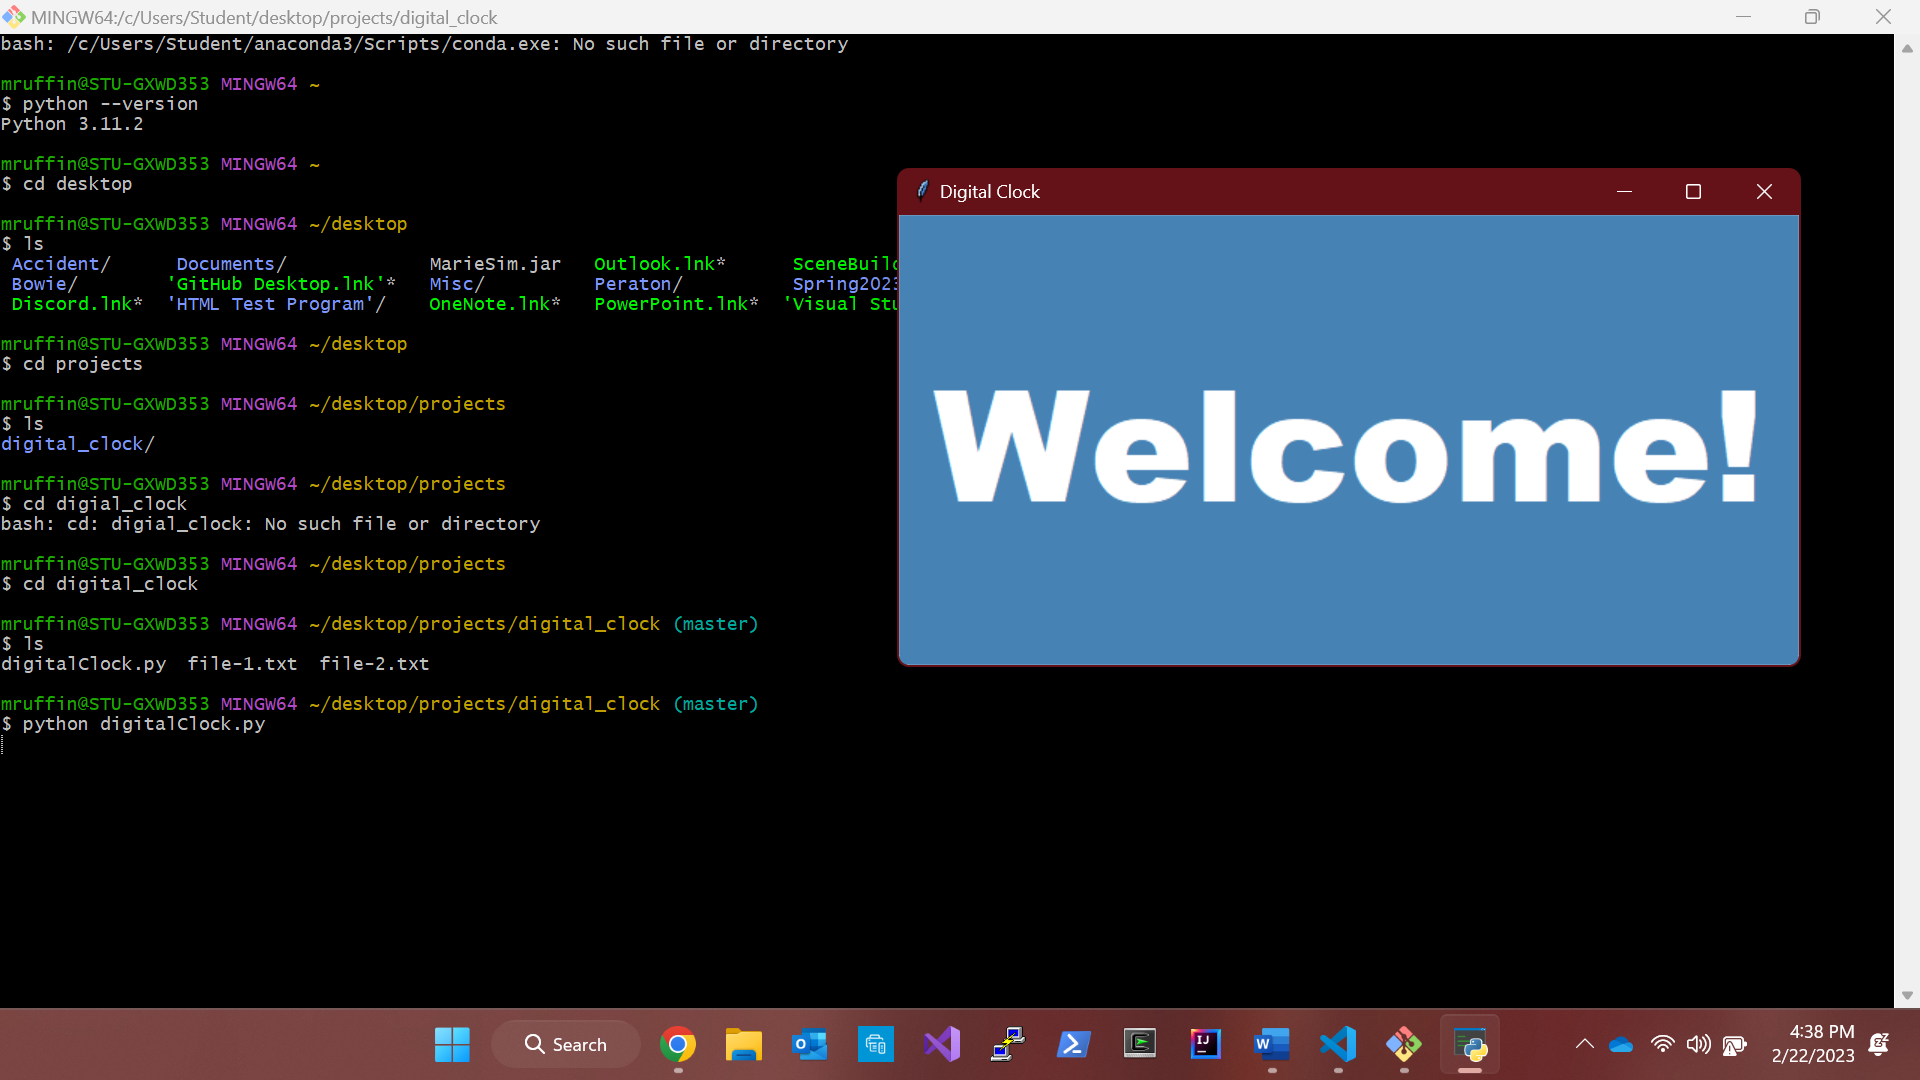 MINGW64:/c/Users/Student/desktop/projects/digital_clock
bash: /c/Users/Student/anaconda3/Scripts/conda.exe: No such file or directory
mruffin@STU-GXWD353 MINGW64 ~
$ python --version
Python 3.11.2
mruffin@STU-GXWD353 MINGW64 ~
$ cd desktop
mruffin@STU-GXWD353 MINGW64 ~/desktop
$ ls
Accident/ Documents/ MarieSim.jar Outlook.lnk* SceneBuild
Bowie/ 'GitHub Desktop.lnk'* Misc/ Peraton/ Spring2023
Discord.lnk* 'HTML Test Program'/ OneNote.lnk* PowerPoint.lnk* 'Visual Stu
mruffin@STU-GXWD353 MINGW64 ~/desktop
$ cd projects
mruffin@STU-GXWD353 MINGW64 ~/desktop/projects
$ ls
digital_clock/
mruffin@STU-GXWD353 MINGW64 ~/desktop/projects
$ cd digial_clock
bash: cd: digial_clock: No such file or directory
mruffin@STU-GXWD353 MINGW64 ~/desktop/projects
$ cd digital_clock
mruffin@STU-GXWD353 MINGW64 ~/desktop/projects/digital_clock (master)
$ ls
digitalClock.py file-1.txt file-2.txt
mruffin@STU-GXWD353 MINGW64 ~/desktop/projects/digital_clock (master)
$ python digitalClock.py
Digital Clock
Welcome!
Search
4:38 PM
2/22/2023